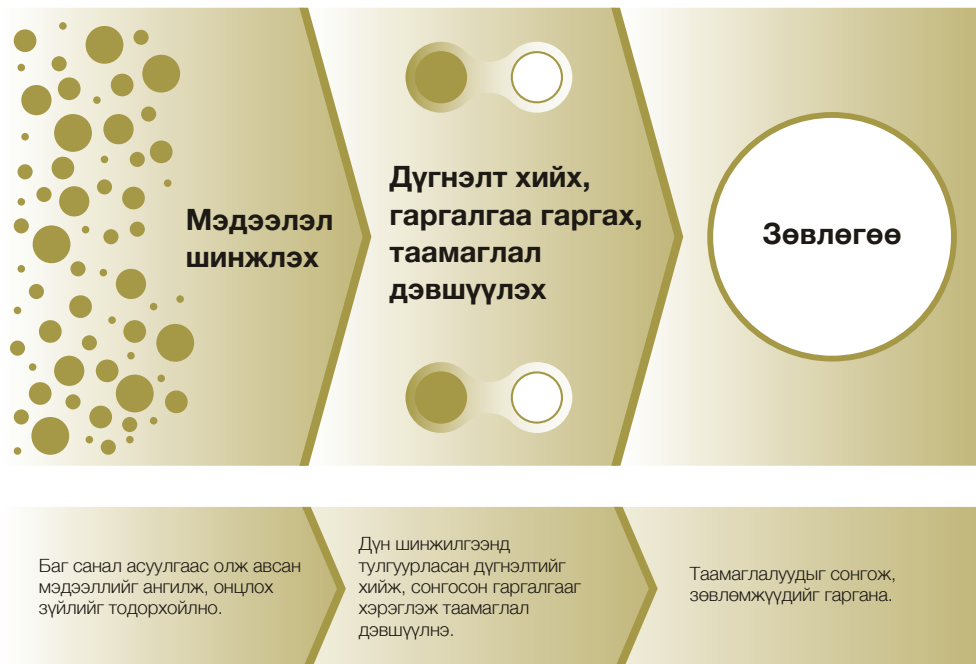 Мэдээлэл
шинжлэх
Дүгнэлт хийх,
гаргалгаа гаргах,
таамаглал
дэвшүүлэх
Зөвлөгөө
Баг санал асуулгаас олж авсан
мэдээллийг ангилж, онцлох
зүйлийг тодорхойлно.
Дүн шинжилгээнд
тулгуурласан дүгнэлтийг
хийж, сонгосон гаргалгааг
хэрэглэж таамаглал
дэвшүүлнэ.
Таамаглалуудыг сонгож,
зөвлөмжүүдийг гаргана.